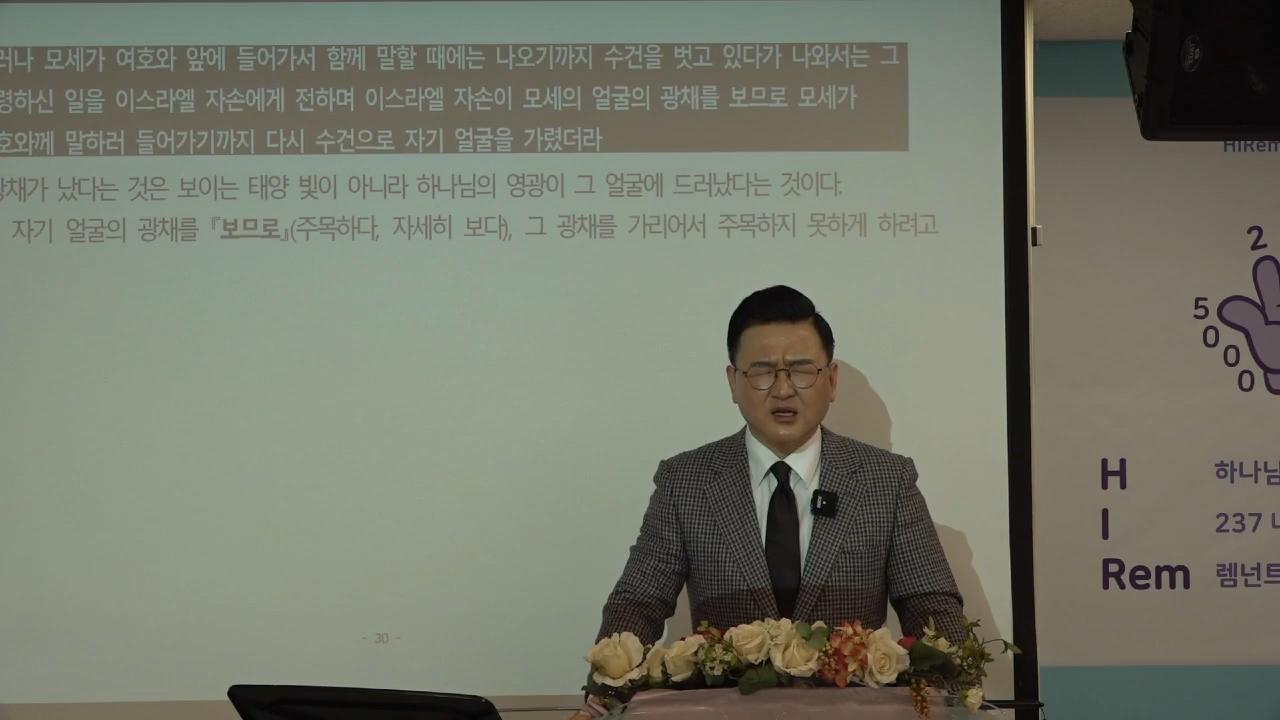 러나 모세가 여호와 앞에 들어가서 함께 말할 때에는 나오기까지 수건을 벗고 있다가 나와서는 그
령하신 일을 이스라엘 자손에게 전하며 이스라엘 자손이 모세의 얼굴의 광채를 보므로 모세가
호와께 말하러 들어가기까지 다시 수건으로 자기 얼굴을 가렸더라
광채가 났다는 것은 보이는 태양 빛이 아니라 하나님의 영광이 그 얼굴에 드러났다는 것이다.
자기 얼굴의 광채를 『보므로』(주목하다, 자세히 보다), 그 광채를 가리어서 주목하지 못하게 하려고
- 30 -
HiRem
2
5
0
0
0
H 하나님
I 237 나
Rem 렘넌트